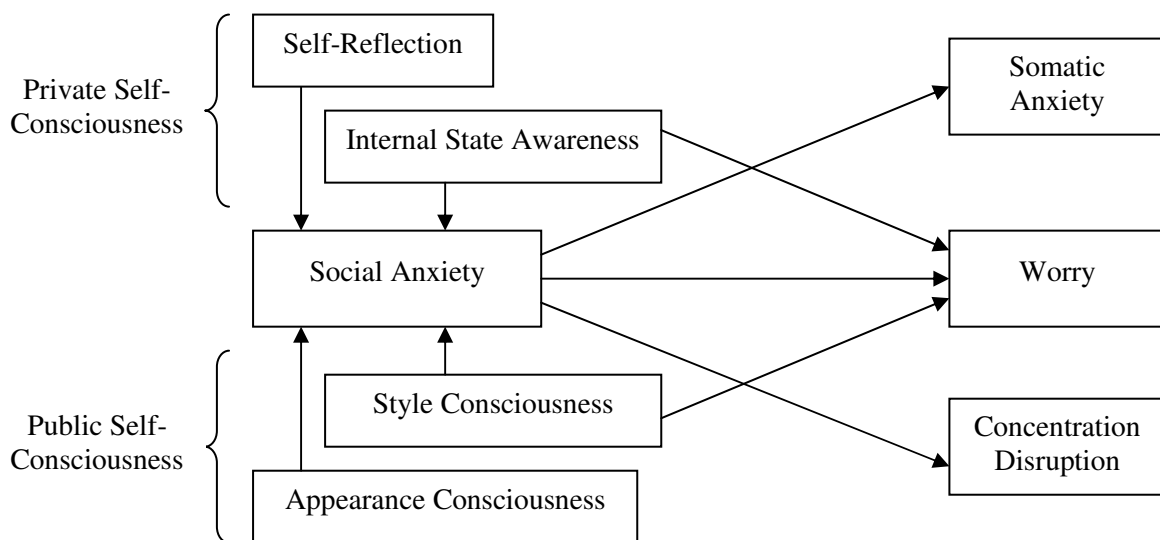 Self-Reflection
Private Self-
Consciousness
Internal State Awareness
Somatic
Anxiety
Social Anxiety
Worry
Style Consciousness
Public Self-
Consciousness
Concentration
Disruption
Appearance Consciousness